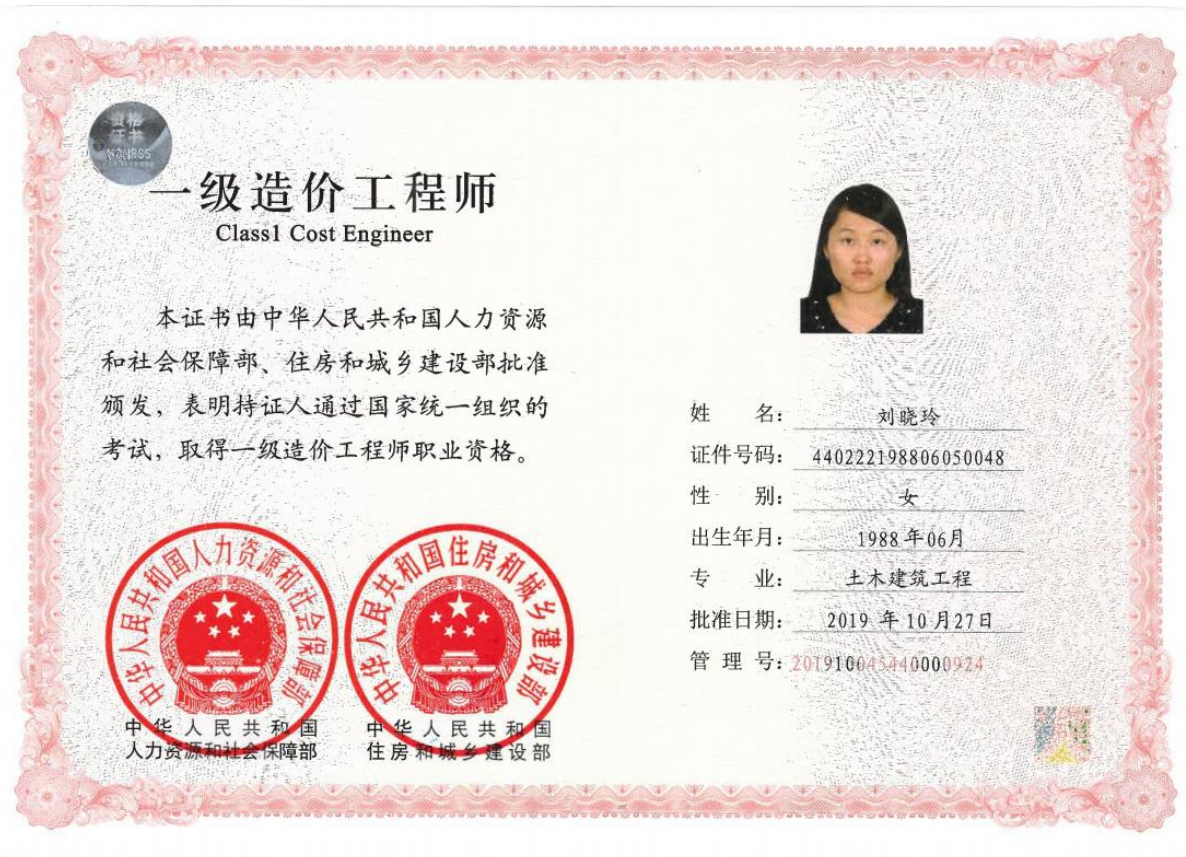 资格
证书
一级造价工程师
Class1 Cost Engineer
本证书由中华人民共和国人力资源
和社会保障部、住房和城乡建设部批准
颁发，表明持证人通过国家统一组织的
考试，取得一级造价工程师职业资格。
中华人民共和国人力资源和社会保障部
中华人民共和国住房和城乡建设部
中华人民共和国
人力资源和社会保障部
中华人民共和国
住房和城乡建设部
姓名：刘晓玲
证件号码：440222198806050048
性别：女
出生年月：1988年06月
专业：土木建筑工程
批准日期：2019 年 10 月27日
管理号：201910045440000924